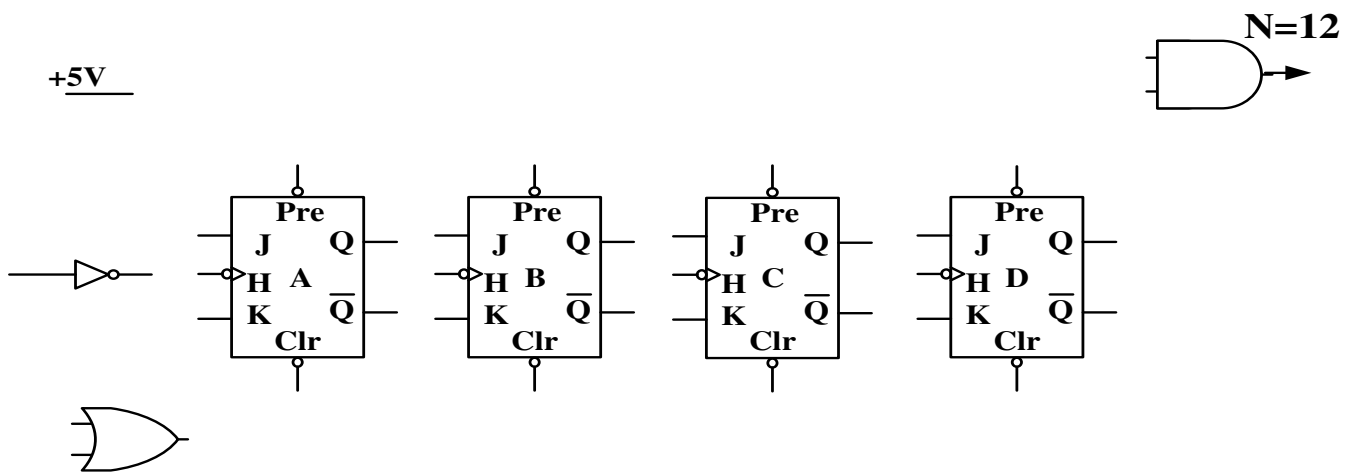 N=12
+5V
Pre Pre Pre Pre
J Q J Q J Q J Q
H A H B H C H D
K Q̅ K Q̅ K Q̅ K Q̅
Clr Clr Clr Clr